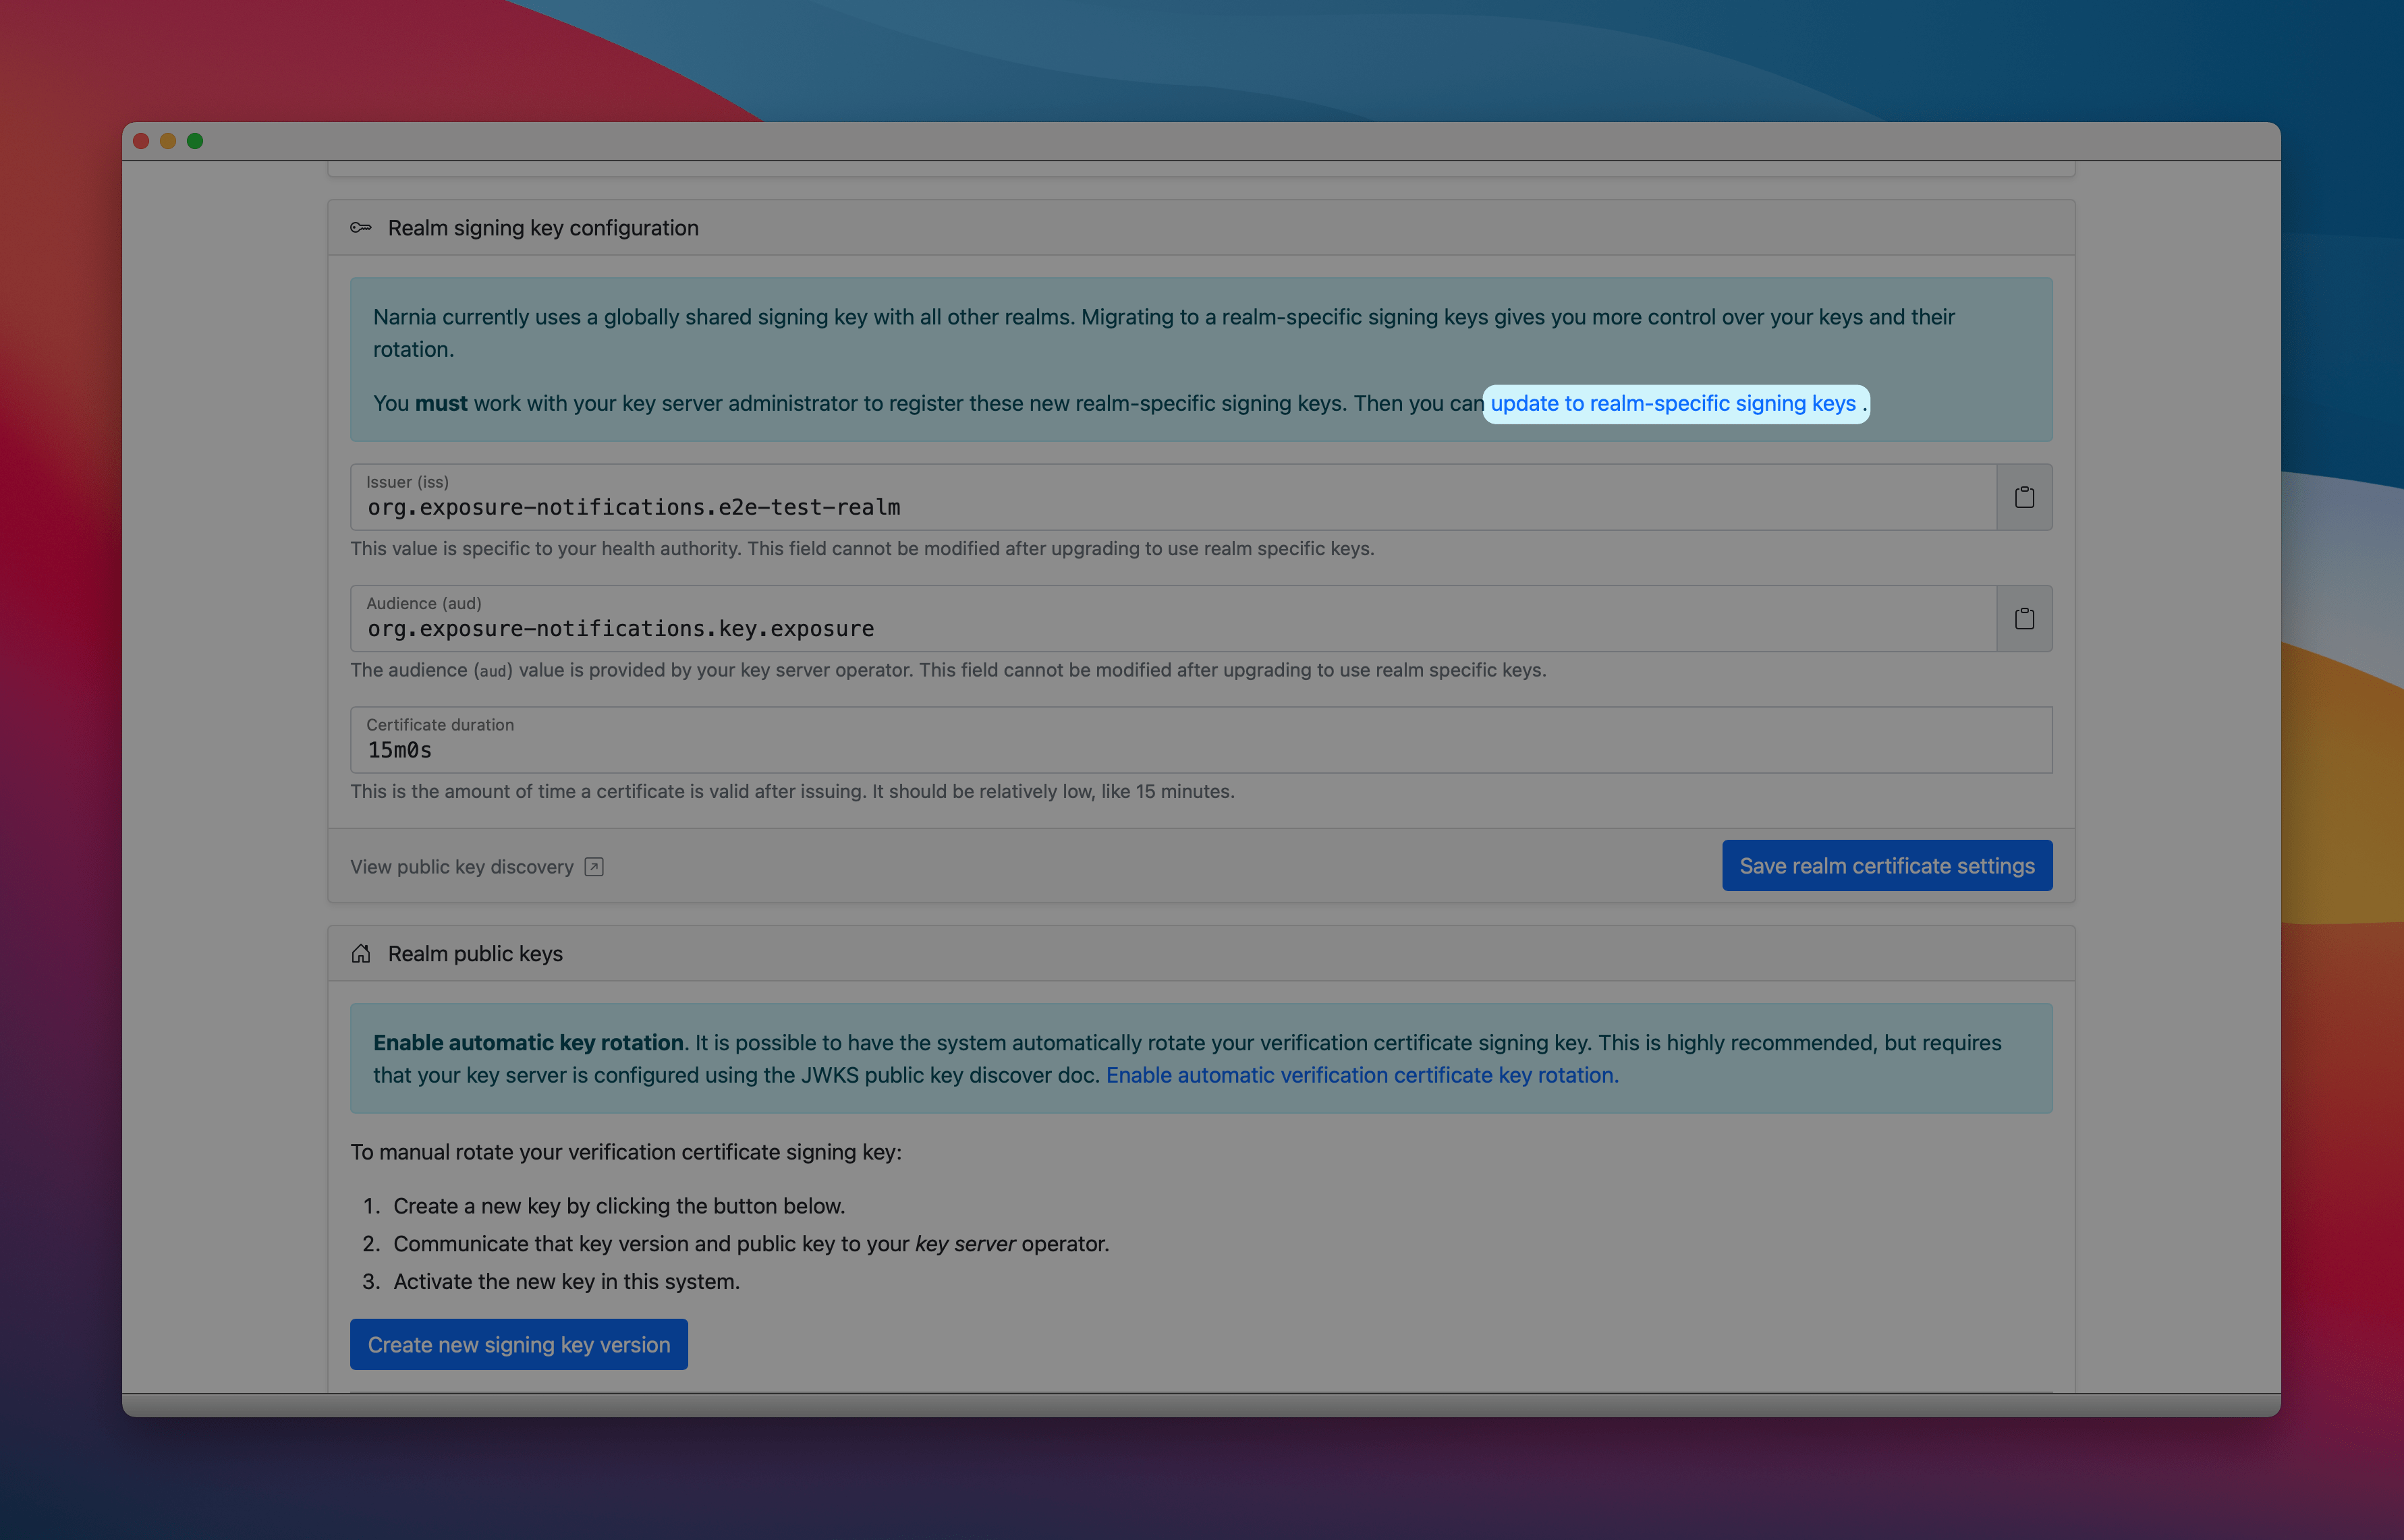 Realm signing key configuration
Narnia currently uses a globally shared signing key with all other realms. Migrating to a realm-specific signing keys gives you more control over your keys and their
rotation.
You must work with your key server administrator to register these new realm-specific signing keys. Then you can update to realm-specific signing keys .
Issuer (iss)
org.exposure-notifications.e2e-test-realm
This value is specific to your health authority. This field cannot be modified after upgrading to use realm specific keys.
Audience (aud)
org.exposure-notifications.key.exposure
The audience (aud) value is provided by your key server operator. This field cannot be modified after upgrading to use realm specific keys.
Certificate duration
15m0s
This is the amount of time a certificate is valid after issuing. It should be relatively low, like 15 minutes.
View public key discovery
Save realm certificate settings
Realm public keys
Enable automatic key rotation. It is possible to have the system automatically rotate your verification certificate signing key. This is highly recommended, but requires
that your key server is configured using the JWKS public key discover doc. Enable automatic verification certificate key rotation.
To manual rotate your verification certificate signing key:
1. Create a new key by clicking the button below.
2. Communicate that key version and public key to your key server operator.
3. Activate the new key in this system.
Create new signing key version